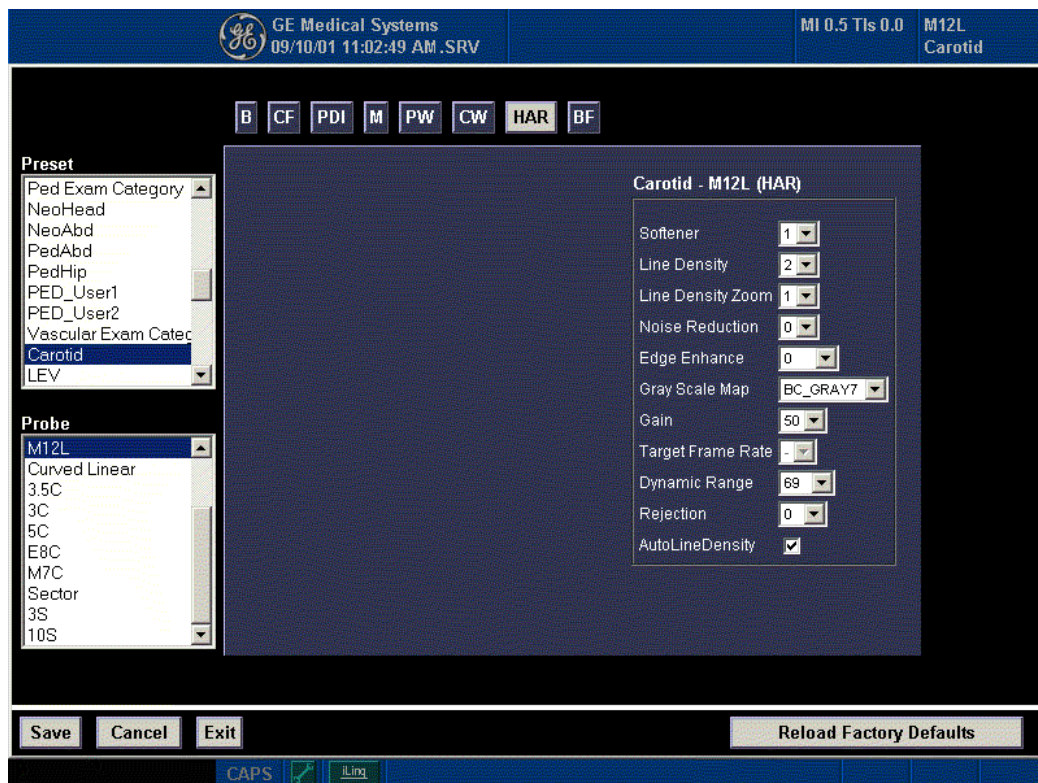 GE Medical Systems
09/10/01 11:02:49 AM.SRV
MI 0.5 TIs 0.0
M12L
Carotid
B CF PDI M PW CW HAR BF
Preset
Ped Exam Category
NeoHead
NeoAbd
PedAbd
PedHip
PED_User1
PED_User2
Vascular Exam Categ
Carotid
LEV
Probe
M12L
Curved Linear
3.5C
3C
5C
E8C
M7C
Sector
3S
10S
Carotid - M12L (HAR)
Softener 1
Line Density 2
Line Density Zoom 1
Noise Reduction 0
Edge Enhance 0
Gray Scale Map BC_GRAY7
Gain 50
Target Frame Rate -
Dynamic Range 69
Rejection 0
AutoLineDensity
Save Cancel Exit Reload Factory Defaults
CAPS iLinq